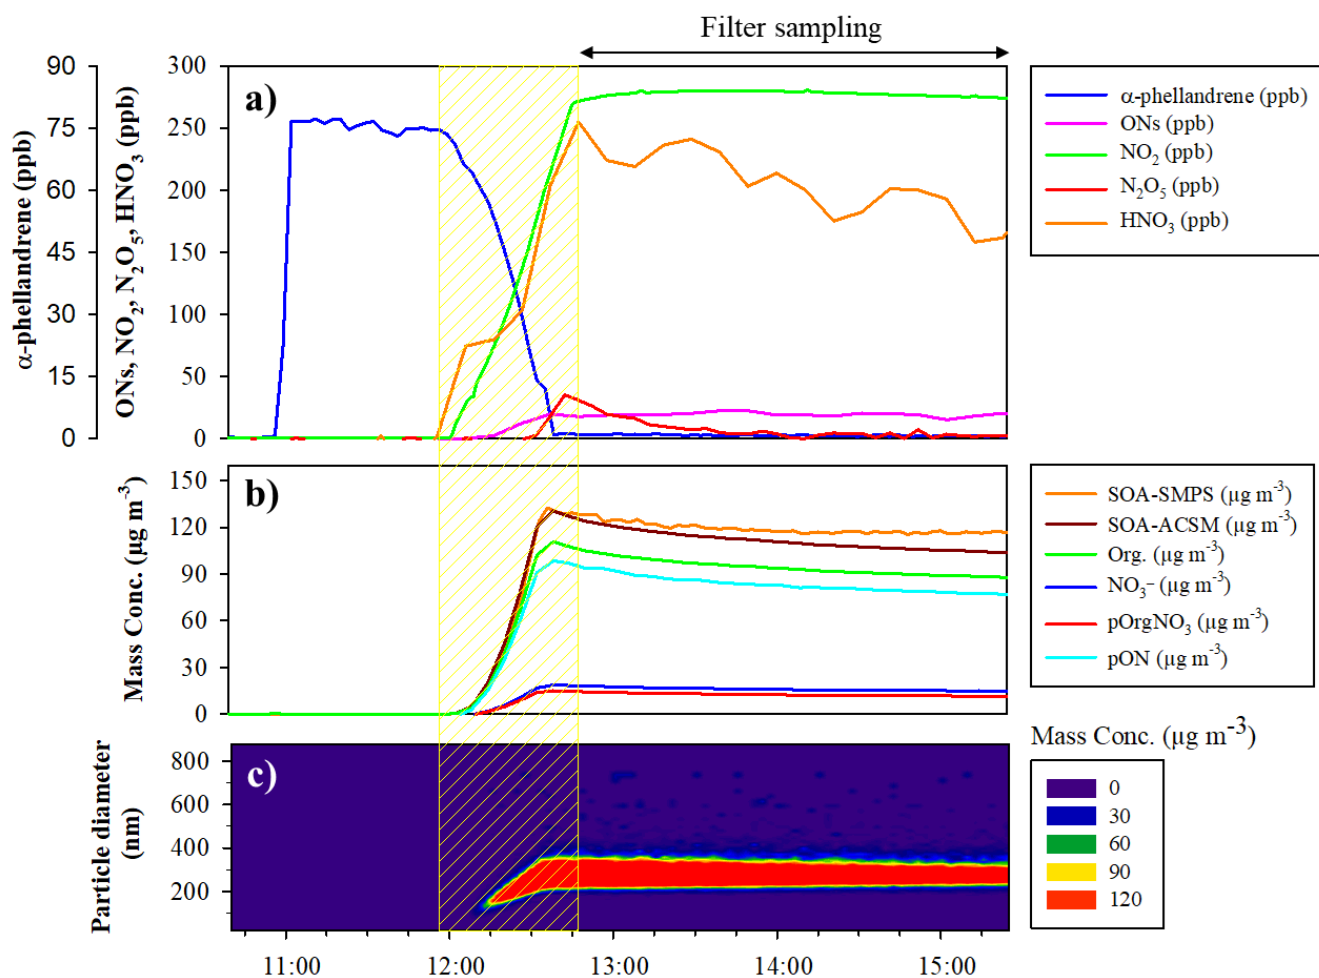 Filter sampling
α-phellandrene (ppb)
90
75
60
45
30
15
0
ONs, NO₂, N₂O₅, HNO₃ (ppb)
300
250
200
150
100
50
0
a)
α-phellandrene (ppb)
ONs (ppb)
NO₂ (ppb)
N₂O₅ (ppb)
HNO₃ (ppb)
Mass Conc. (µg m⁻³)
150
120
90
60
30
0
b)
SOA-SMPS (µg m⁻³)
SOA-ACSM (µg m⁻³)
Org. (µg m⁻³)
NO₃⁻ (µg m⁻³)
pOrgNO₃ (µg m⁻³)
pON (µg m⁻³)
Particle diameter
(nm)
800
600
400
200
c)
Mass Conc. (µg m⁻³)
0
30
60
90
120
11:00 12:00 13:00 14:00 15:00